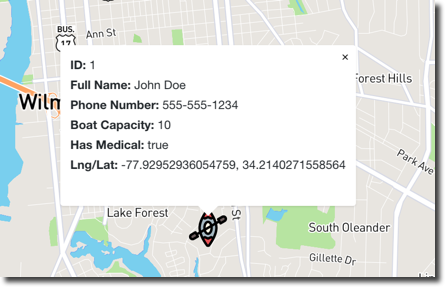 BUS.
17
Ann St
×
ID: 1
Full Name: John Doe
Phone Number: 555-555-1234
Boat Capacity: 10
Has Medical: true
Lng/Lat: -77.92952936054759, 34.2140271558564
Forest Hills
Wilm
Park Ave
Lake Forest
St
South Oleander
Gillette Dr